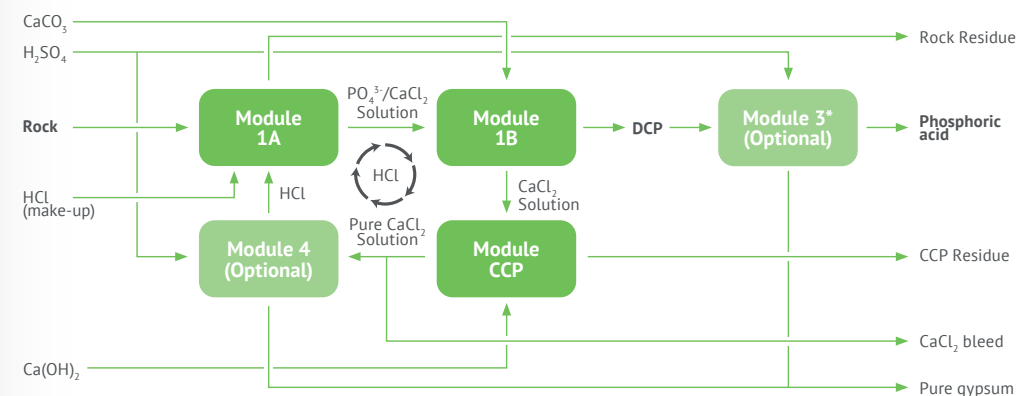 CaCO₃
H₂SO₄
Rock Residue
PO₄³⁻/CaCl₂
Solution
Rock
Module
1A
Module
1B
DCP
Module 3*
(Optional)
Phosphoric
acid
HCl
HCl
(make-up)
HCl
CaCl₂
Solution
Pure CaCl₂
Solution
Module 4
(Optional)
Module
CCP
CCP Residue
CaCl₂ bleed
Ca(OH)₂
Pure gypsum